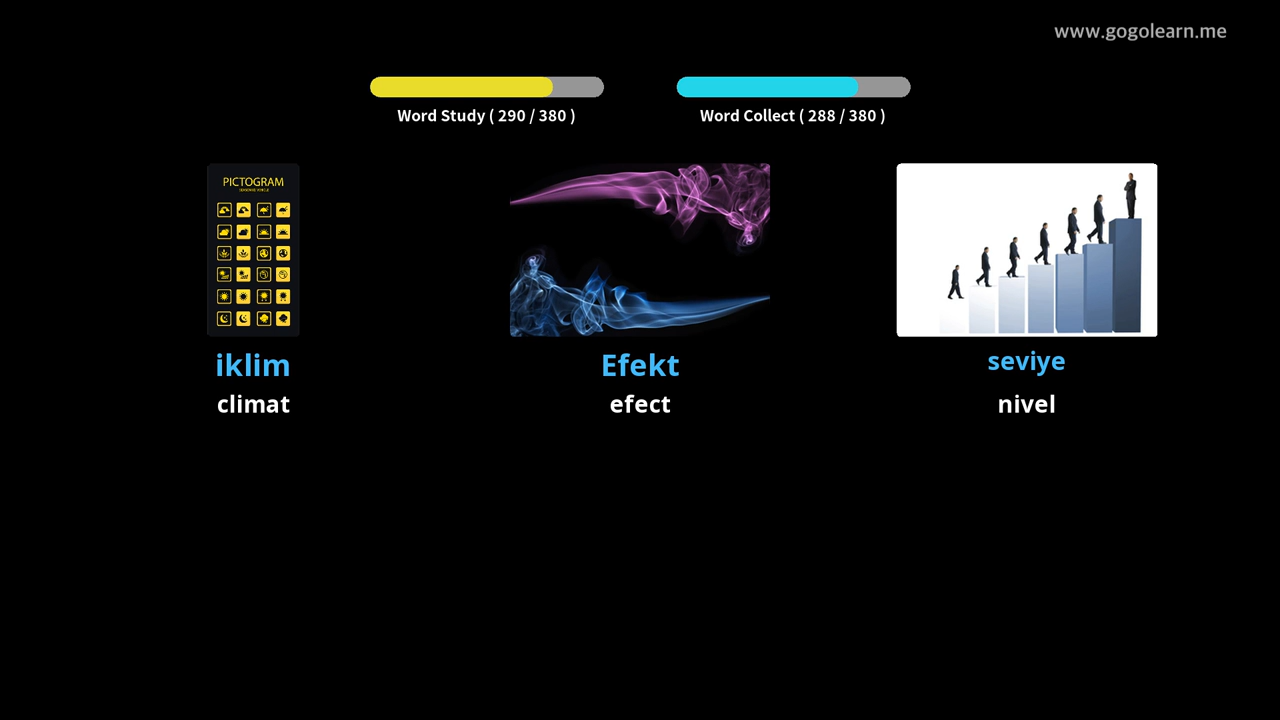 www.gogolearn.me
Word Study ( 290 / 380 )
Word Collect ( 288 / 380 )
PICTOGRAM
iklim
climat
Efekt
efect
seviye
nivel